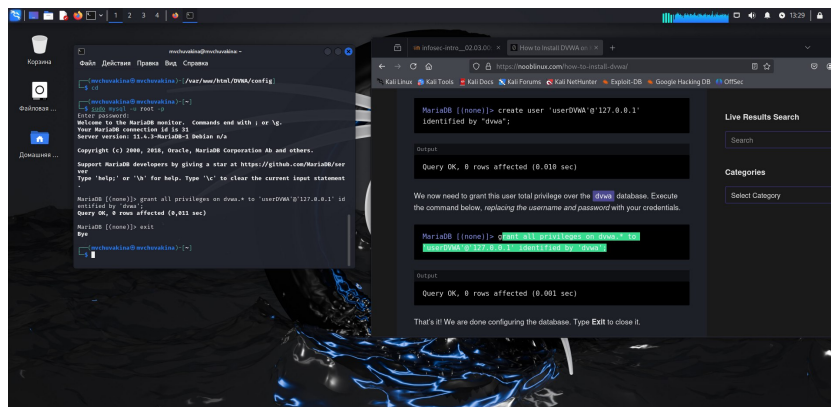 1 2 3 4
13:29
Корзина
Файловая ...
Домашняя ...
mvchuvakina@mvchuvakina: ~
Файл Действия Правка Вид Справка
(mvchuvakina㉿mvchuvakina)-[/var/www/html/DVWA/config]
$ cd
(mvchuvakina㉿mvchuvakina)-[~]
$ sudo mysql -u root -p
Enter password:
Welcome to the MariaDB monitor. Commands end with ; or \g.
Your MariaDB connection id is 31
Server version: 11.4.3-MariaDB-1 Debian n/a
Copyright (c) 2000, 2018, Oracle, MariaDB Corporation Ab and others.
Support MariaDB developers by giving a star at https://github.com/MariaDB/ser
ver
Type 'help;' or '\h' for help. Type '\c' to clear the current input statement
.
MariaDB [(none)]> grant all privileges on dvwa.* to 'userDVWA'@'127.0.0.1' id
entified by 'dvwa';
Query OK, 0 rows affected (0,011 sec)
MariaDB [(none)]> exit
Bye
(mvchuvakina㉿mvchuvakina)-[~]
$
infosec-intro__02.03.00
How to Install DVWA on K
https://nooblinux.com/how-to-install-dvwa/
Kali Linux Kali Tools Kali Docs Kali Forums Kali NetHunter Exploit-DB Google Hacking DB OffSec
MariaDB [(none)]> create user 'userDVWA'@'127.0.0.1'
identified by "dvwa";
Output
Query OK, 0 rows affected (0.010 sec)
We now need to grant this user total privilege over the dvwa database. Execute
the command below, replacing the username and password with your credentials.
MariaDB [(none)]> grant all privileges on dvwa.* to
'userDVWA'@'127.0.0.1' identified by 'dvwa';
Output
Query OK, 0 rows affected (0.001 sec)
That's it! We are done configuring the database. Type Exit to close it.
Live Results Search
Search
Categories
Select Category